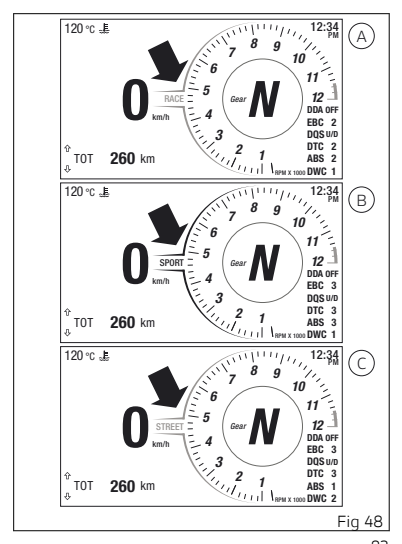 120 °C
12:34 PM
A
0
km/h
RACE
Gear N
1 2 3 4 5 6 7 8 9 10 11 12
RPM X 1000
TOT 260 km
DDA OFF
EBC 2
DQS U/D
DTC 2
ABS 2
DWC 1
120 °C
12:34 PM
B
0
km/h
SPORT
Gear N
1 2 3 4 5 6 7 8 9 10 11 12
RPM X 1000
TOT 260 km
DDA OFF
EBC 3
DQS U/D
DTC 3
ABS 3
DWC 1
120 °C
12:34 PM
C
0
km/h
STREET
Gear N
1 2 3 4 5 6 7 8 9 10 11 12
RPM X 1000
TOT 260 km
DDA OFF
EBC 3
DQS U/D
DTC 3
ABS 1
DWC 2
Fig 48